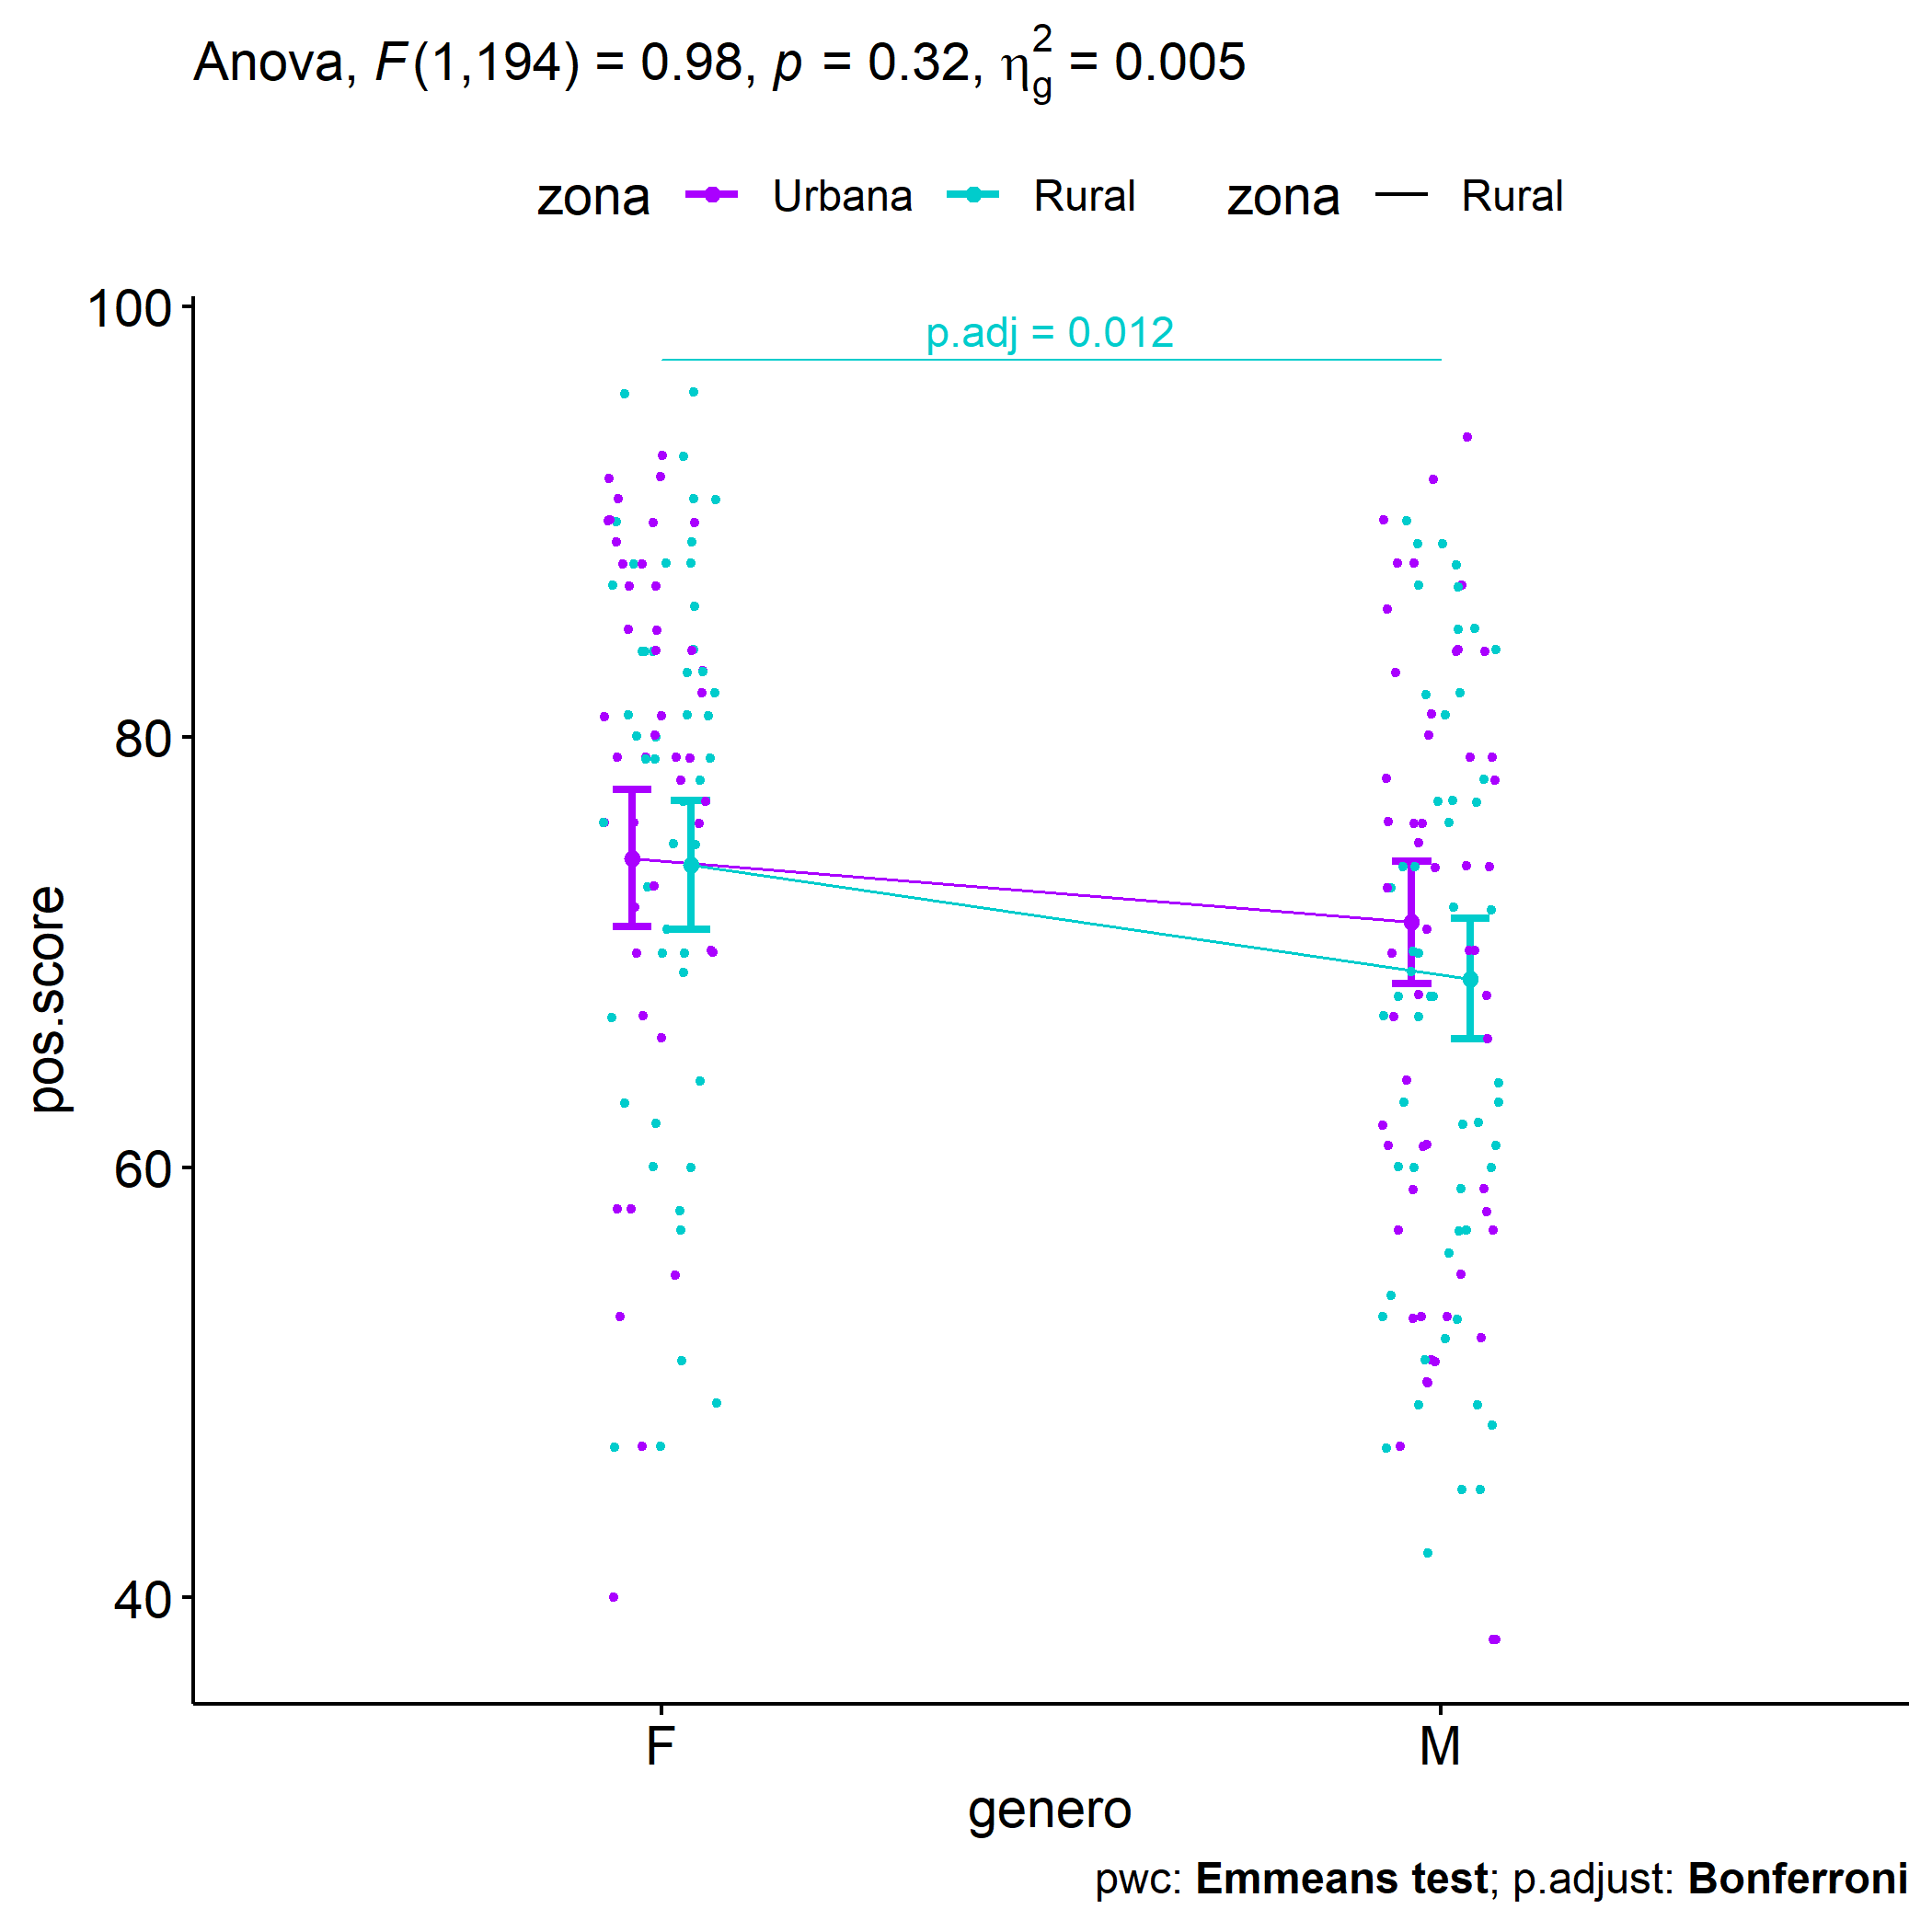 Anova, F(1,194) = 0.98, p = 0.32, η²g = 0.005
zona Urbana Rural zona Rural
100
p.adj = 0.012
80
pos.score
60
40
F M
genero
pwc: Emmeans test; p.adjust: Bonferroni